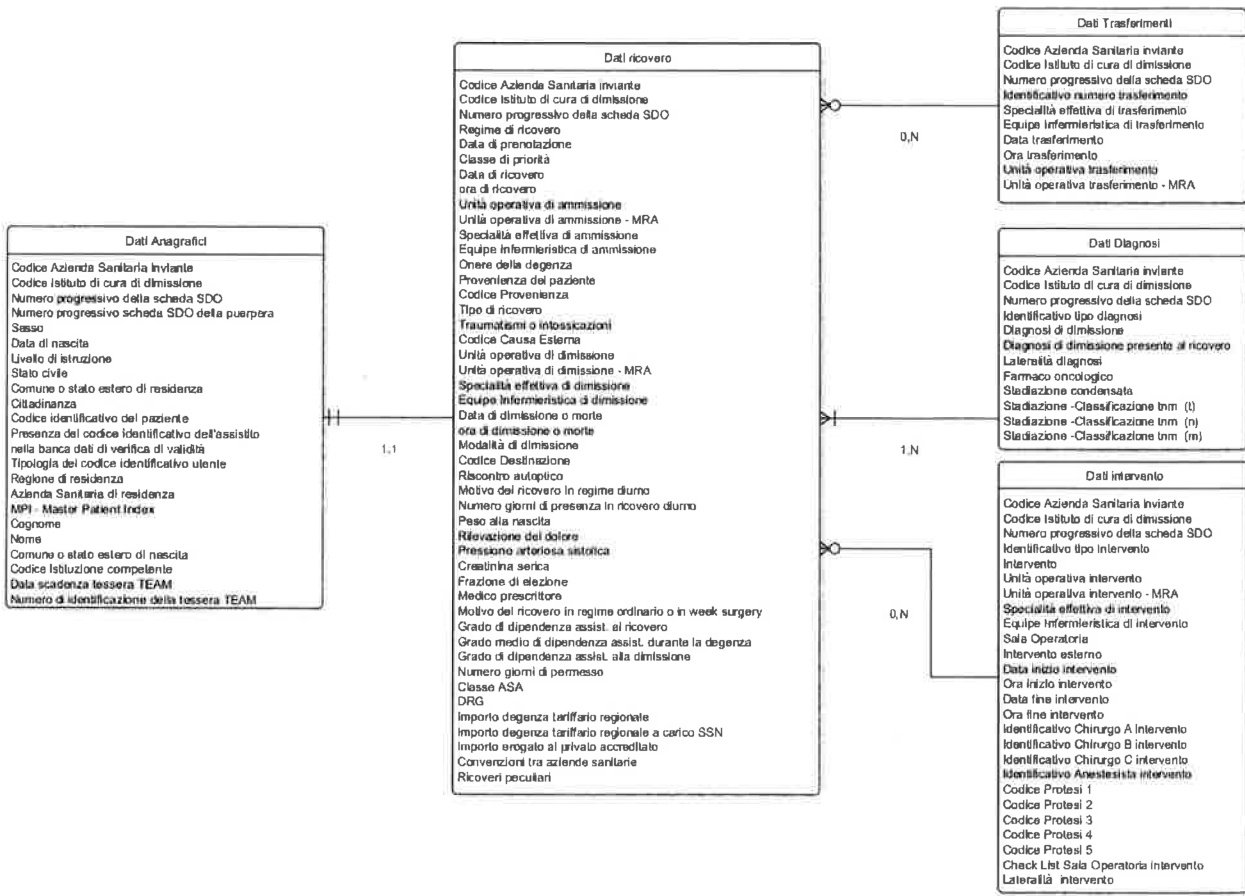 Dati Anagrafici
Codice Azienda Sanitaria inviante
Codice Istituto di cura di dimissione
Numero progressivo della scheda SDO
Numero progressivo scheda SDO della puerpera
Sesso
Data di nascita
Livello di istruzione
Stato civile
Comune o stato estero di residenza
Cittadinanza
Codice identificativo del paziente
Presenza del codice identificativo dell'assistito
nella banca dati di verifica di validità
Tipologia del codice identificativo utente
Regione di residenza
Azienda Sanitaria di residenza
MPI - Master Patient Index
Cognome
Nome
Comune o stato estero di nascita
Codice Istituzione competente
Data scadenza tessera TEAM
Numero di identificazione della tessera TEAM
1,1
Dati ricovero
Codice Azienda Sanitaria inviante
Codice Istituto di cura di dimissione
Numero progressivo della scheda SDO
Regime di ricovero
Data di prenotazione
Classe di priorità
Data di ricovero
ora di ricovero
Unità operativa di ammissione
Unità operativa di ammissione - MRA
Specialità effettiva di ammissione
Equipe Infermieristica di ammissione
Onere della degenza
Provenienza del paziente
Codice Provenienza
Tipo di ricovero
Traumatismi o intossicazioni
Codice Causa Esterna
Unità operativa di dimissione
Unità operativa di dimissione - MRA
Specialità effettiva di dimissione
Equipe Infermieristica di dimissione
Data di dimissione o morte
ora di dimissione o morte
Modalità di dimissione
Codice Destinazione
Riscontro autoptico
Motivo del ricovero in regime diurno
Numero giorni di presenza in ricovero diurno
Peso alla nascita
Rilevazione del dolore
Pressione arteriosa sistolica
Creatinina serica
Frazione di eiezione
Medico prescrittore
Motivo del ricovero in regime ordinario o in week surgery
Grado di dipendenza assist. al ricovero
Grado medio di dipendenza assist. durante la degenza
Grado di dipendenza assist. alla dimissione
Numero giorni di permesso
Classe ASA
DRG
Importo degenza tariffario regionale
Importo degenza tariffario regionale a carico SSN
Importo erogato al privato accreditato
Convenzioni tra aziende sanitarie
Ricoveri peculiari
0,N
1,N
0,N
Dati Trasferimenti
Codice Azienda Sanitaria inviante
Codice Istituto di cura di dimissione
Numero progressivo della scheda SDO
Identificativo numero trasferimento
Specialità effettiva di trasferimento
Equipe Infermieristica di trasferimento
Data trasferimento
Ora trasferimento
Unità operativa trasferimento
Unità operativa trasferimento - MRA
Dati Diagnosi
Codice Azienda Sanitaria inviante
Codice Istituto di cura di dimissione
Numero progressivo della scheda SDO
Identificativo tipo diagnosi
Diagnosi di dimissione
Diagnosi di dimissione presente al ricovero
Lateralità diagnosi
Farmaco oncologico
Stadiazione condensata
Stadiazione -Classificazione tnm (t)
Stadiazione -Classificazione tnm (n)
Stadiazione -Classificazione tnm (m)
Dati intervento
Codice Azienda Sanitaria inviante
Codice Istituto di cura di dimissione
Numero progressivo della scheda SDO
Identificativo tipo Intervento
Intervento
Unità operativa intervento
Unità operativa intervento - MRA
Specialità effettiva di intervento
Equipe Infermieristica di intervento
Sala Operatoria
Intervento esterno
Data inizio intervento
Ora inizio intervento
Data fine intervento
Ora fine intervento
Identificativo Chirurgo A intervento
Identificativo Chirurgo B intervento
Identificativo Chirurgo C intervento
Identificativo Anestesista intervento
Codice Protesi 1
Codice Protesi 2
Codice Protesi 3
Codice Protesi 4
Codice Protesi 5
Check List Sala Operatoria intervento
Lateralità intervento